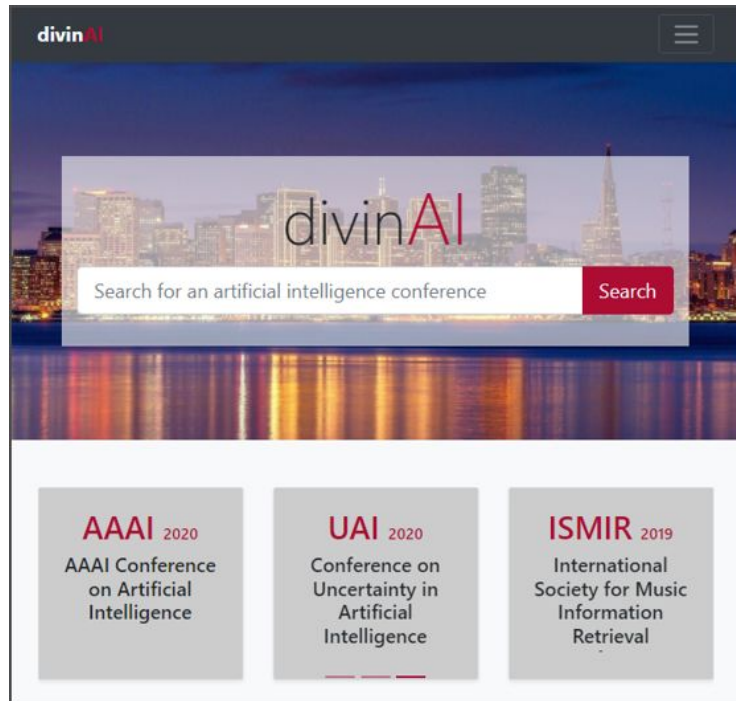 divinAI
divinAI
Search for an artificial intelligence conference
Search
AAAI 2020
AAAI Conference
on Artificial
Intelligence
UAI 2020
Conference on
Uncertainty in
Artificial
Intelligence
ISMIR 2019
International
Society for Music
Information
Retrieval